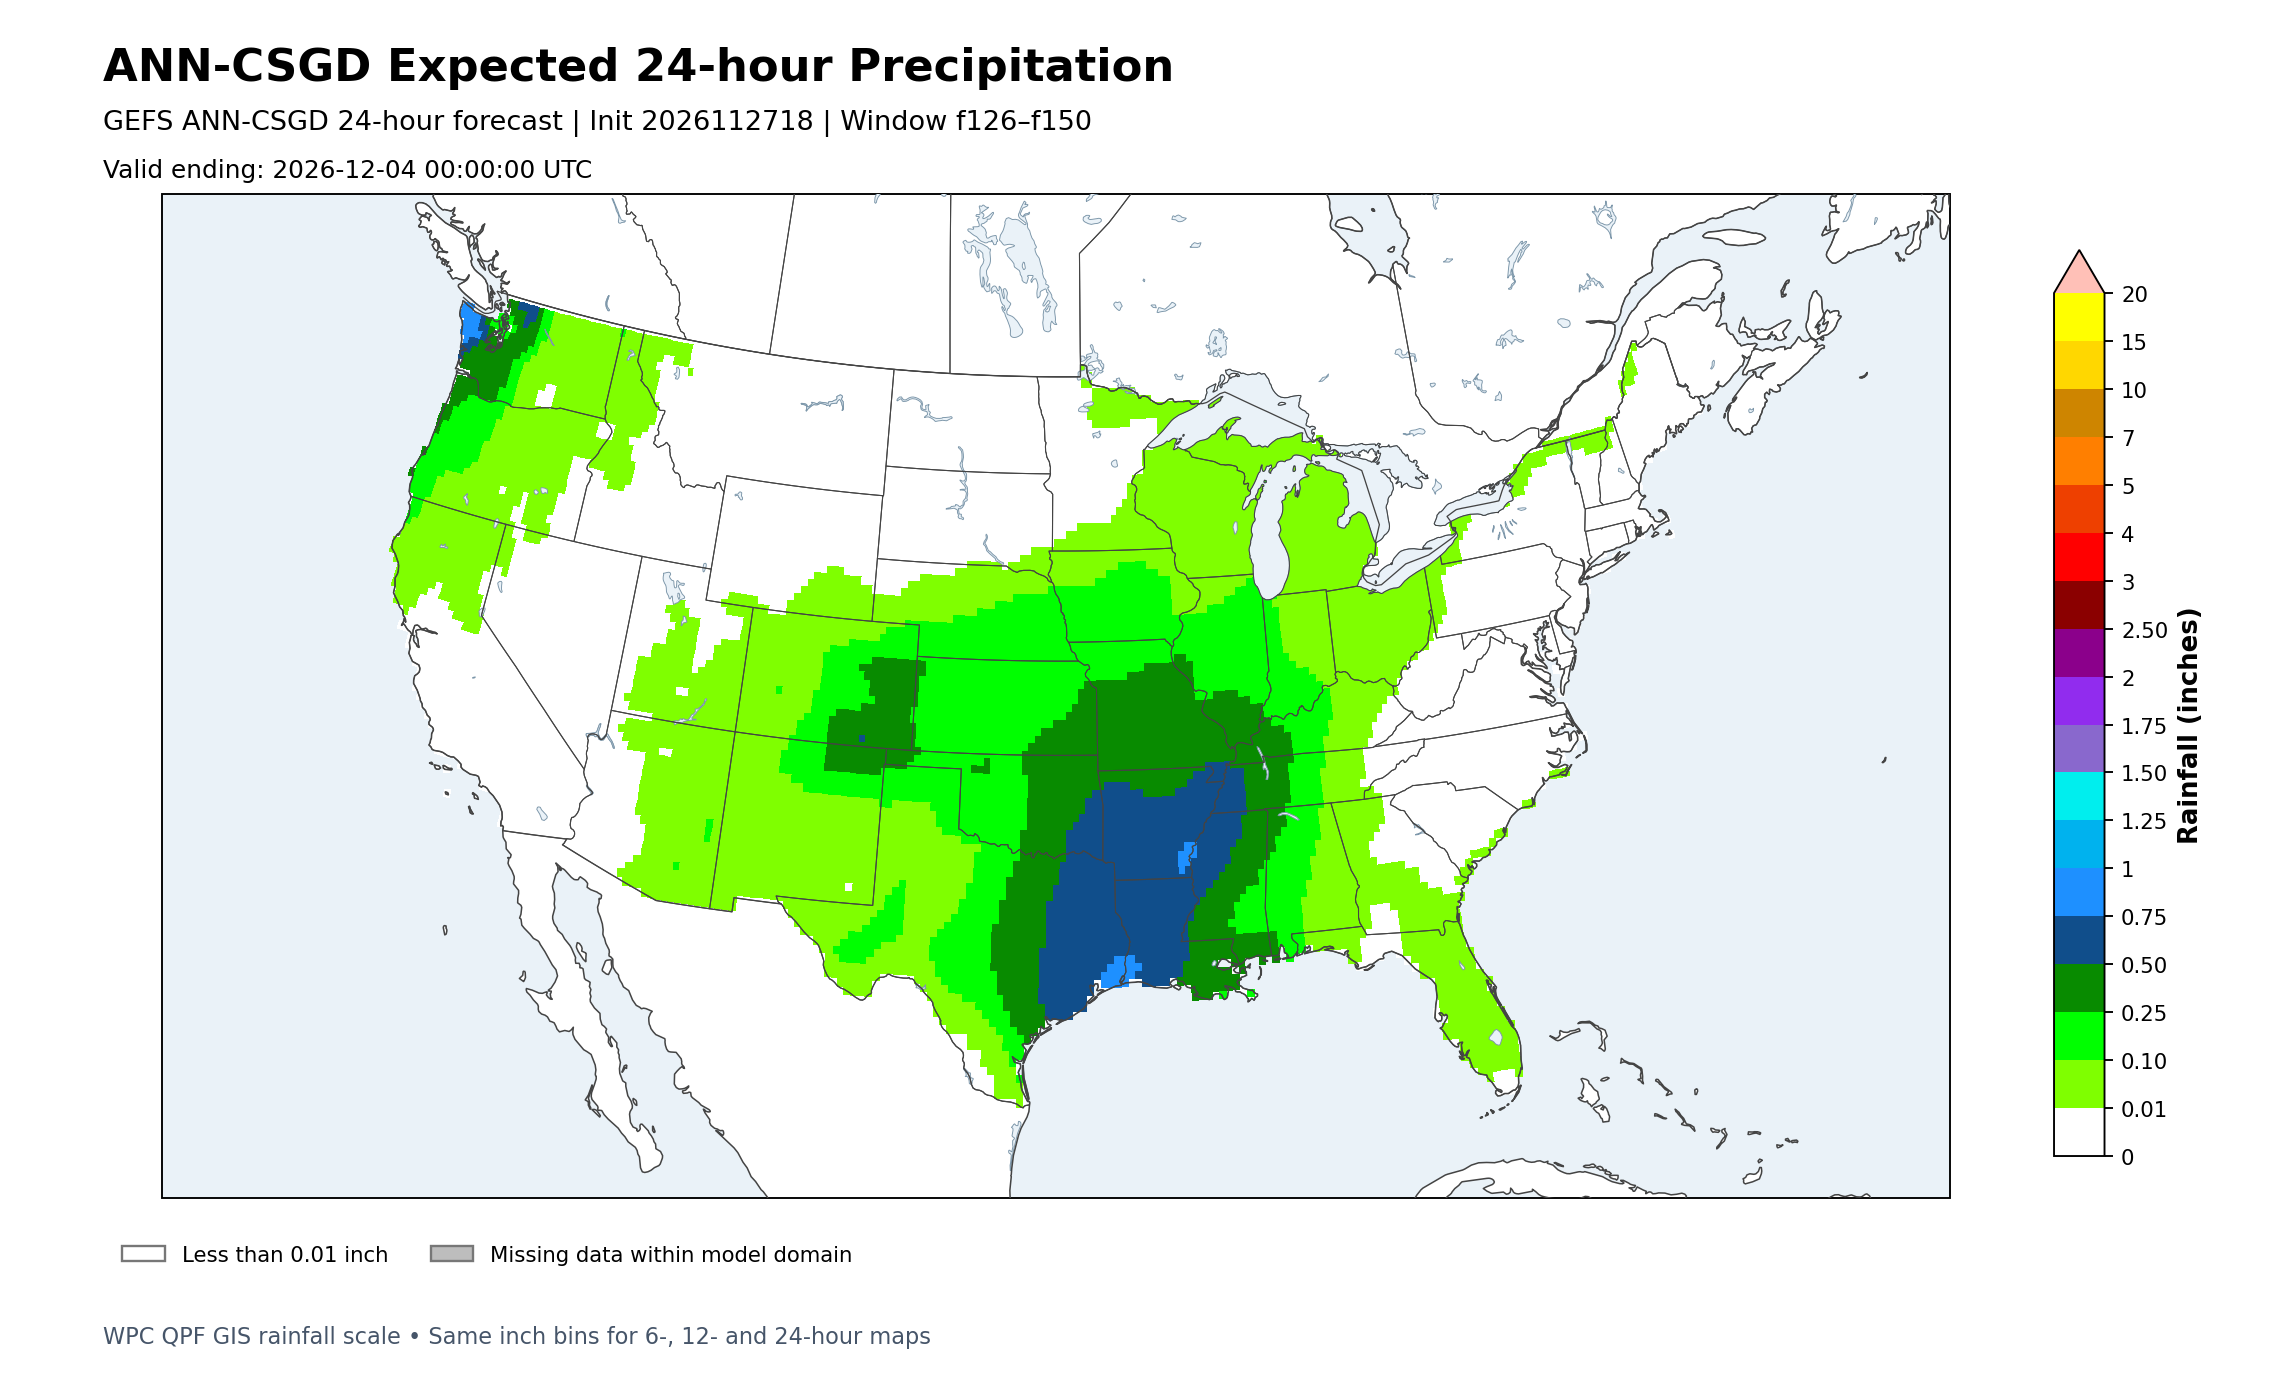 ANN-CSGD Expected 24-hour Precipitation
GEFS ANN-CSGD 24-hour forecast | Init 2026112718 | Window f126–f150
Valid ending: 2026-12-04 00:00:00 UTC
20
15
10
7
5
4
3
2.50
2
1.75
1.50
1.25
1
0.75
0.50
0.25
0.10
0.01
0
Rainfall (inches)
Less than 0.01 inch
Missing data within model domain
WPC QPF GIS rainfall scale • Same inch bins for 6-, 12- and 24-hour maps